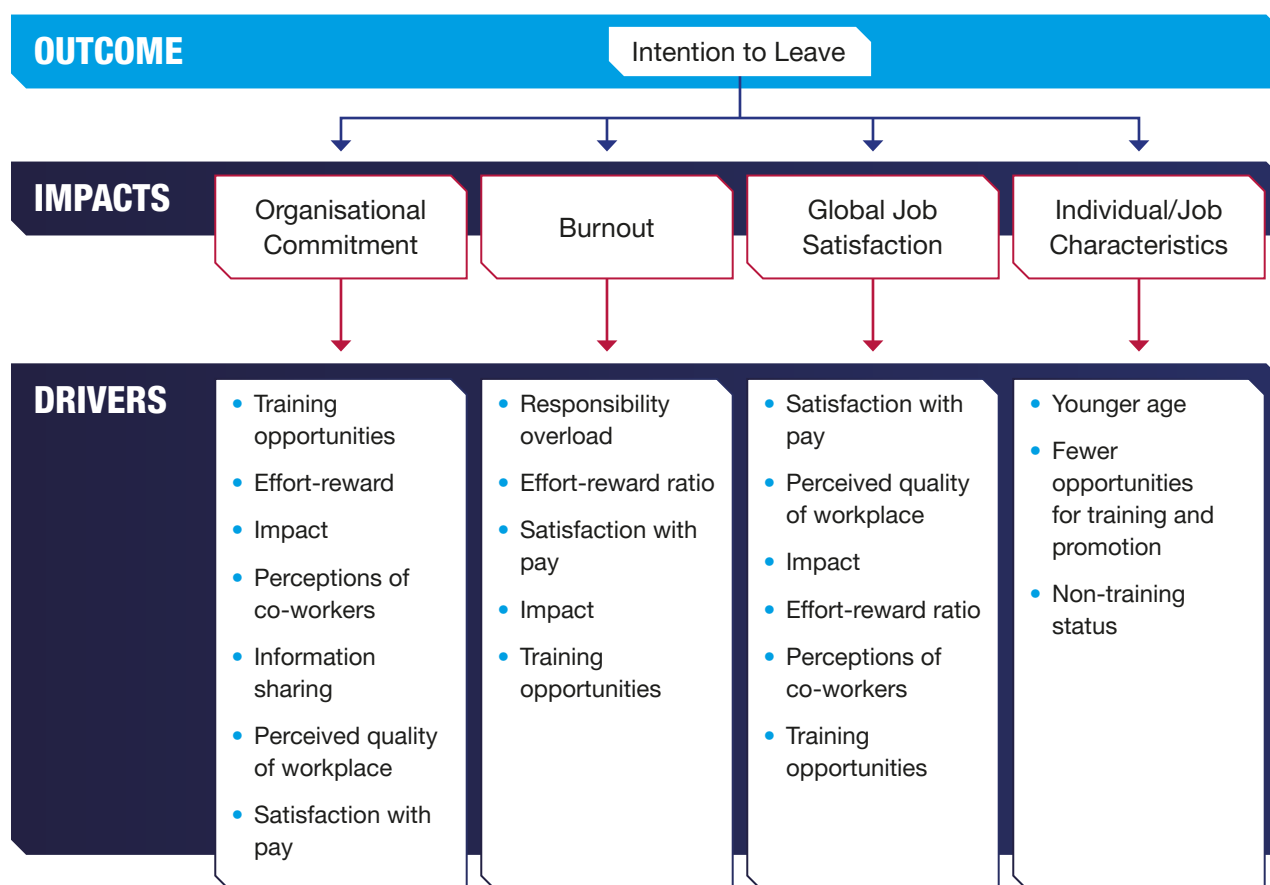 OUTCOME
Intention to Leave
IMPACTS
Organisational
Commitment
Burnout
Global Job
Satisfaction
Individual/Job
Characteristics
DRIVERS
• Training
opportunities
• Effort-reward
• Impact
• Perceptions of
co-workers
• Information
sharing
• Perceived quality
of workplace
• Satisfaction with
pay
• Responsibility
overload
• Effort-reward ratio
• Satisfaction with
pay
• Impact
• Training
opportunities
• Satisfaction with
pay
• Perceived quality
of workplace
• Impact
• Effort-reward ratio
• Perceptions of
co-workers
• Training
opportunities
• Younger age
• Fewer
opportunities
for training and
promotion
• Non-training
status